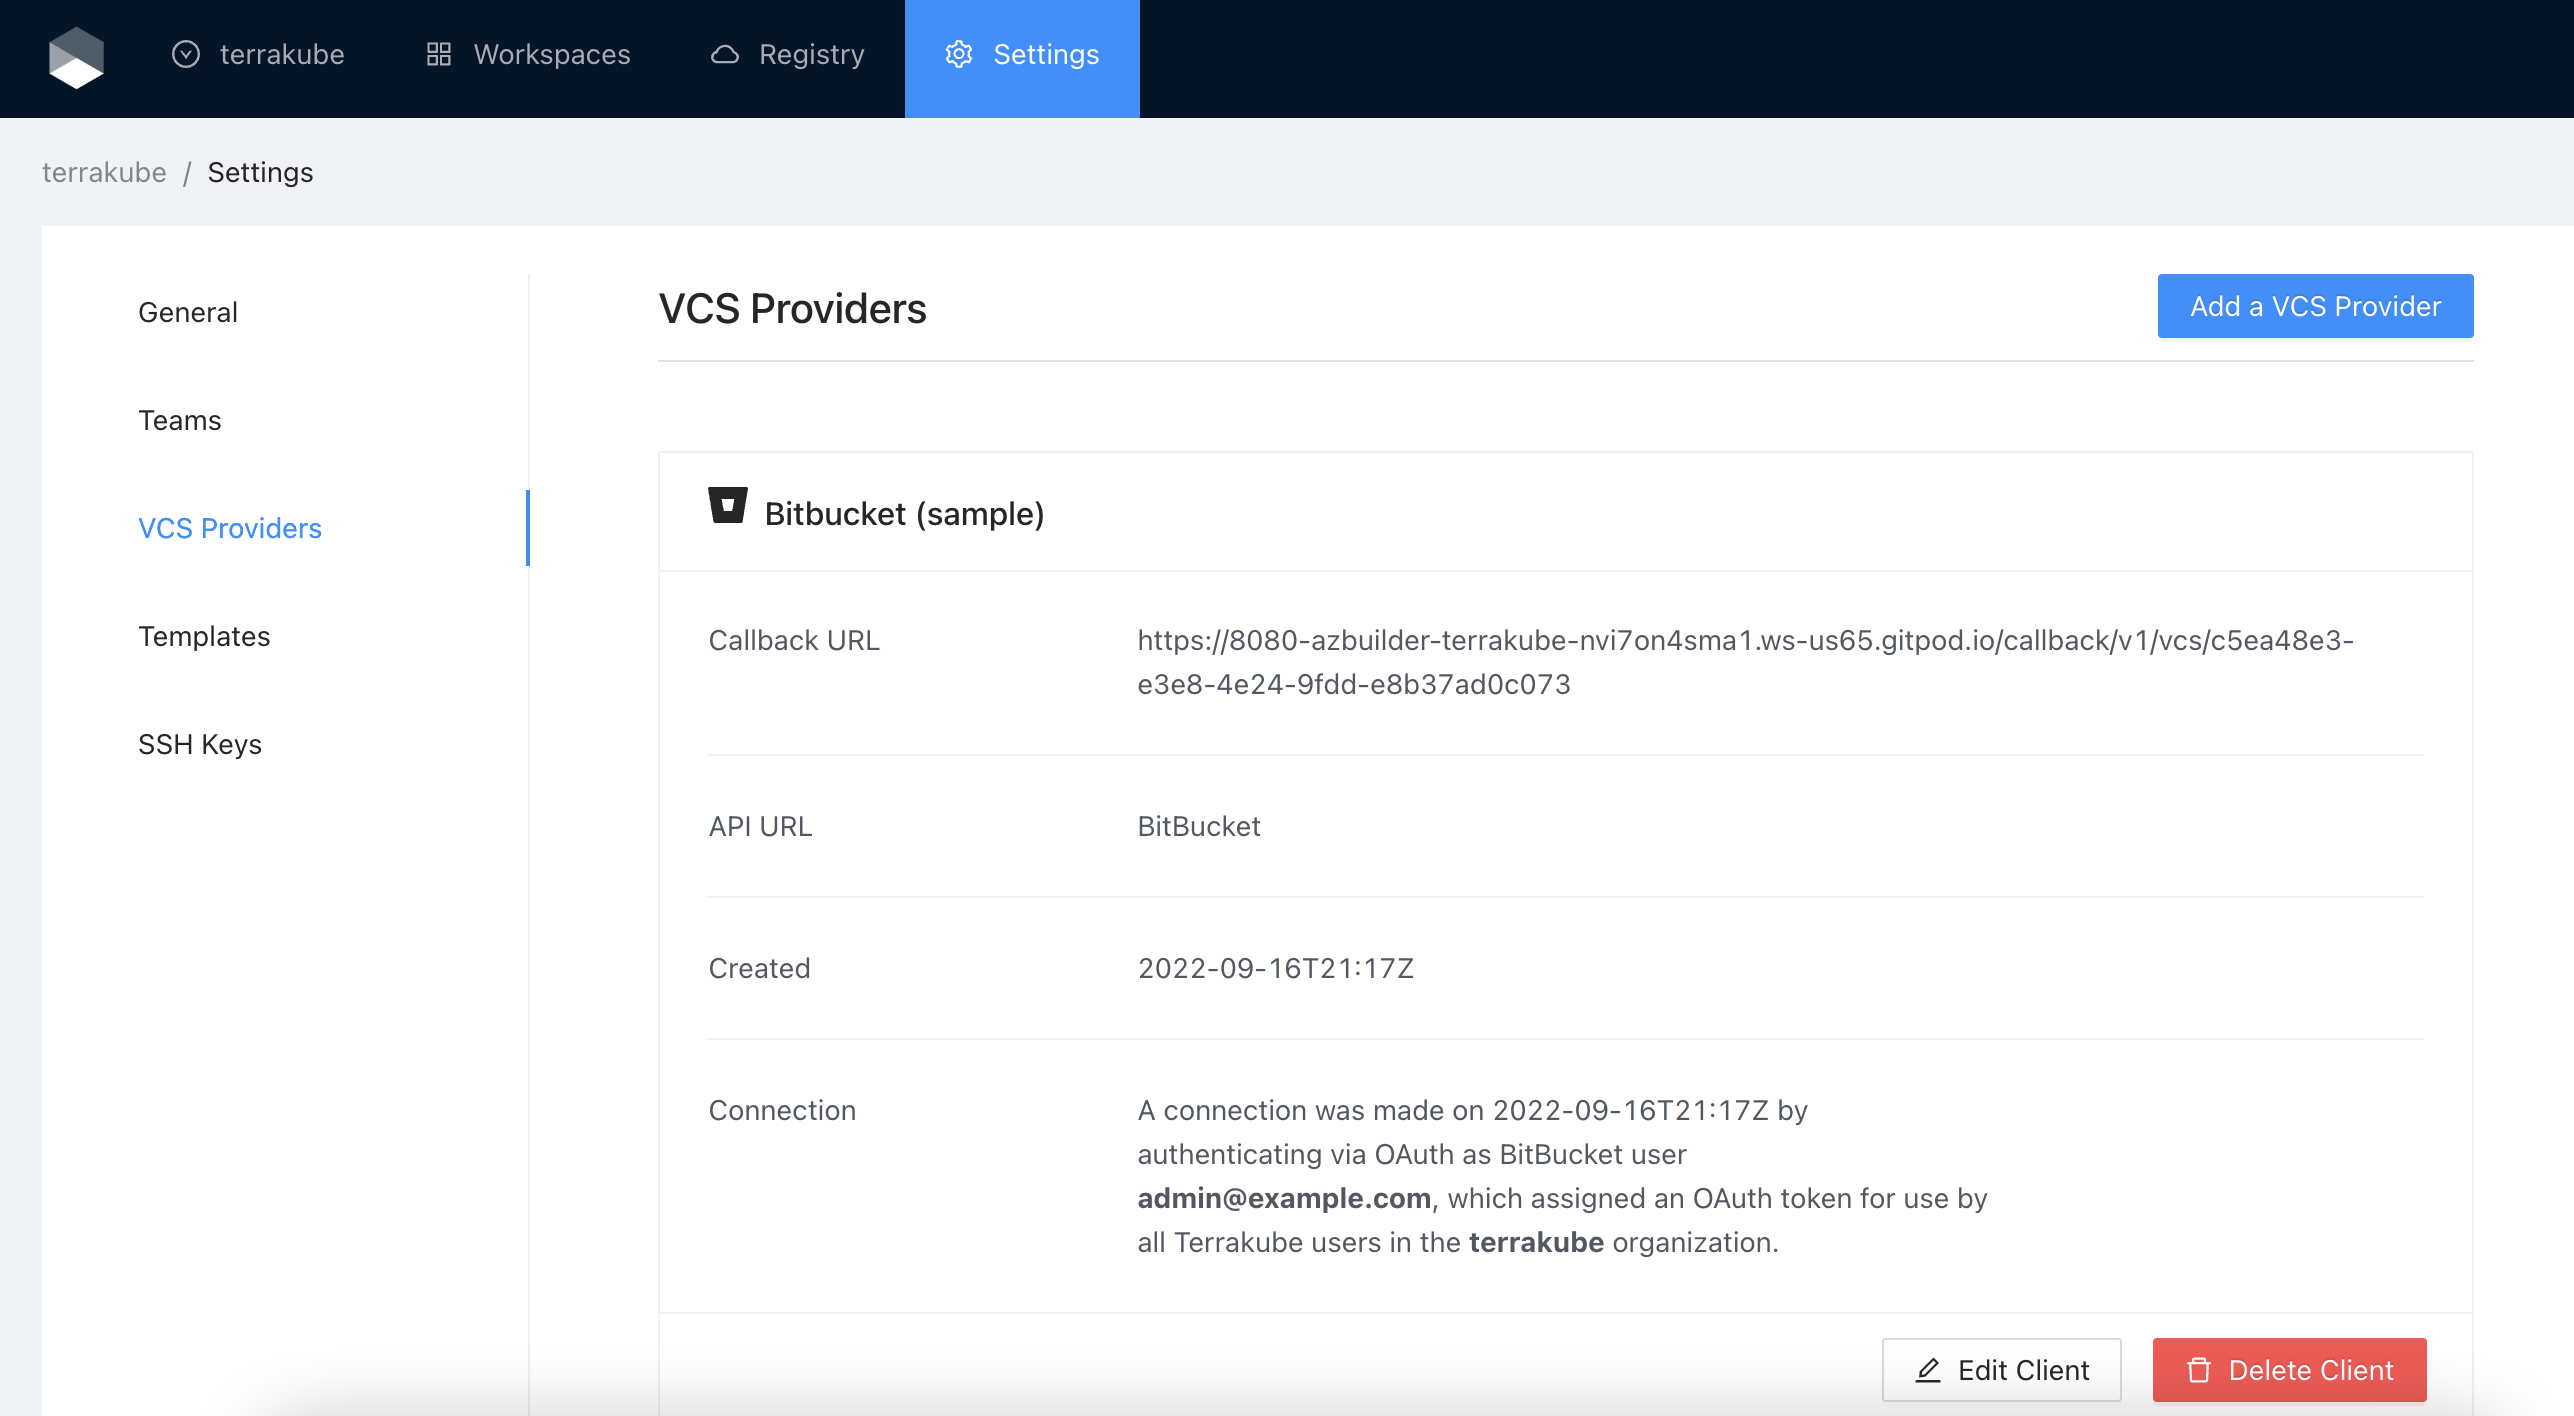 terrakube
Workspaces
Registry
Settings
terrakube / Settings
General
Teams
VCS Providers
Templates
SSH Keys
VCS Providers
Add a VCS Provider
Bitbucket (sample)
Callback URL
https://8080-azbuilder-terrakube-nvi7on4sma1.ws-us65.gitpod.io/callback/v1/vcs/c5ea48e3-
e3e8-4e24-9fdd-e8b37ad0c073
API URL
BitBucket
Created
2022-09-16T21:17Z
Connection
A connection was made on 2022-09-16T21:17Z by
authenticating via OAuth as BitBucket user
admin@example.com, which assigned an OAuth token for use by
all Terrakube users in the terrakube organization.
Edit Client
Delete Client